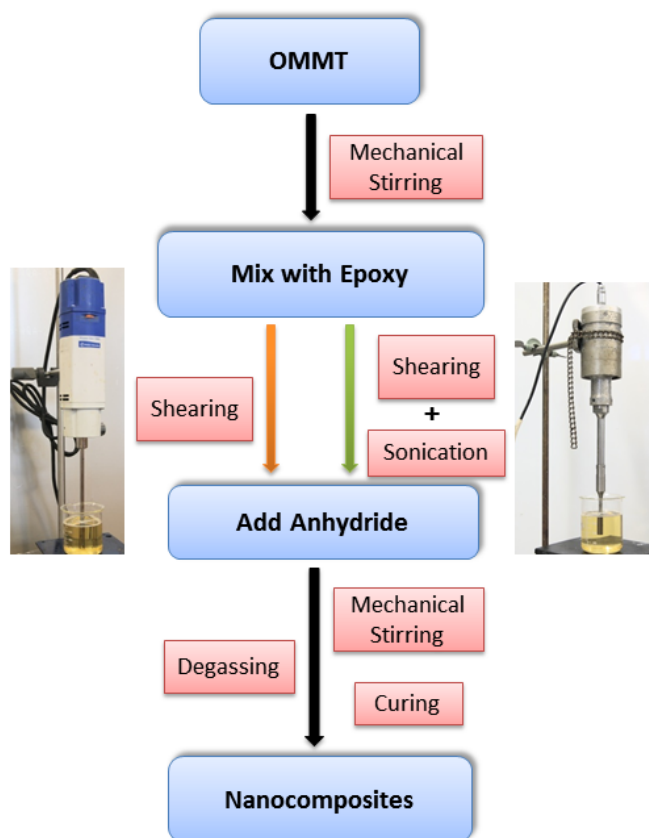 OMMT
Mechanical
Stirring
Mix with Epoxy
Shearing
Shearing
+
Sonication
Add Anhydride
Mechanical
Stirring
Degassing
Curing
Nanocomposites